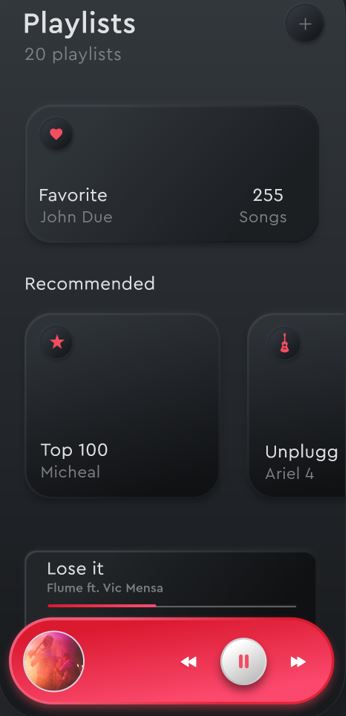 Playlists
20 playlists
Favorite 255
John Due Songs
Recommended
Top 100
Micheal
Unplugg
Ariel 4
Lose it
Flume ft. Vic Mensa